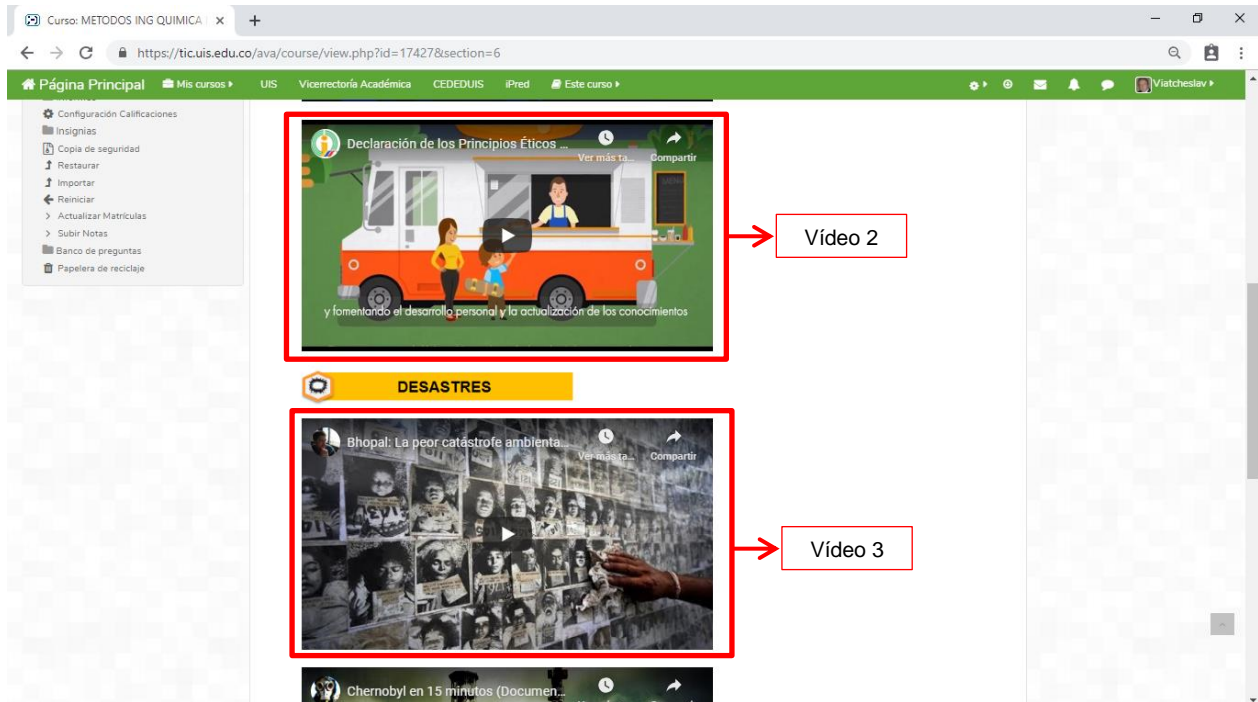 Curso: METODOS ING QUIMICA
https://tic.uis.edu.co/ava/course/view.php?id=17427&section=6
Página Principal Mis cursos UIS Vicerrectoría Académica CEDEDUIS iPred Este curso Viatcheslav
Configuración Calificaciones
Insignias
Copia de seguridad
Restaurar
Importar
Reiniciar
Actualizar Matrículas
Subir Notas
Banco de preguntas
Papelera de reciclaje
Declaración de los Principios Éticos ...
Ver más ta... Compartir
y fomentando el desarrollo personal y la actualización de los conocimientos
Vídeo 2
DESASTRES
Bhopal: La peor catástrofe ambienta...
Ver más ta... Compartir
Vídeo 3
Chernobyl en 15 minutos (Documen...